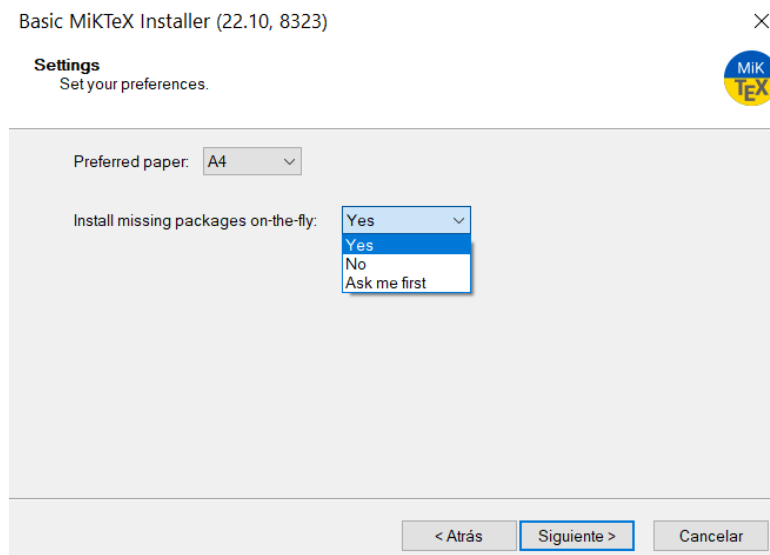 Basic MiKTeX Installer (22.10, 8323)
Settings
Set your preferences.
MiK
TEX
Preferred paper: A4
Install missing packages on-the-fly: Yes
Yes
No
Ask me first
< Atrás Siguiente > Cancelar